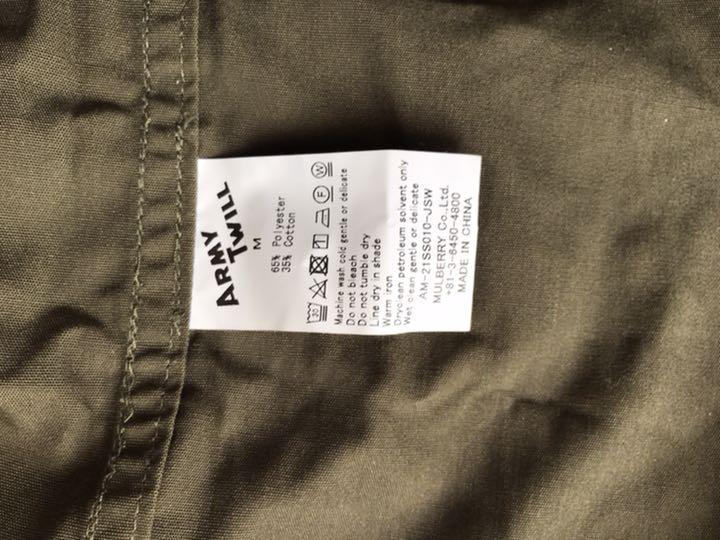 ARMY
TWILL
M
65% Polyester
35% Cotton
30 F W
Machine wash cold gentle or delicate
Do not bleach
Do not tumble dry
Line dry in shade
Warm iron
Dryclean petroleum solvent only
Wet clean gentle or delicate
AM-21SS010-JSW
MULBERRY Co.,Ltd.
+81-3-6450-4800
MADE IN CHINA